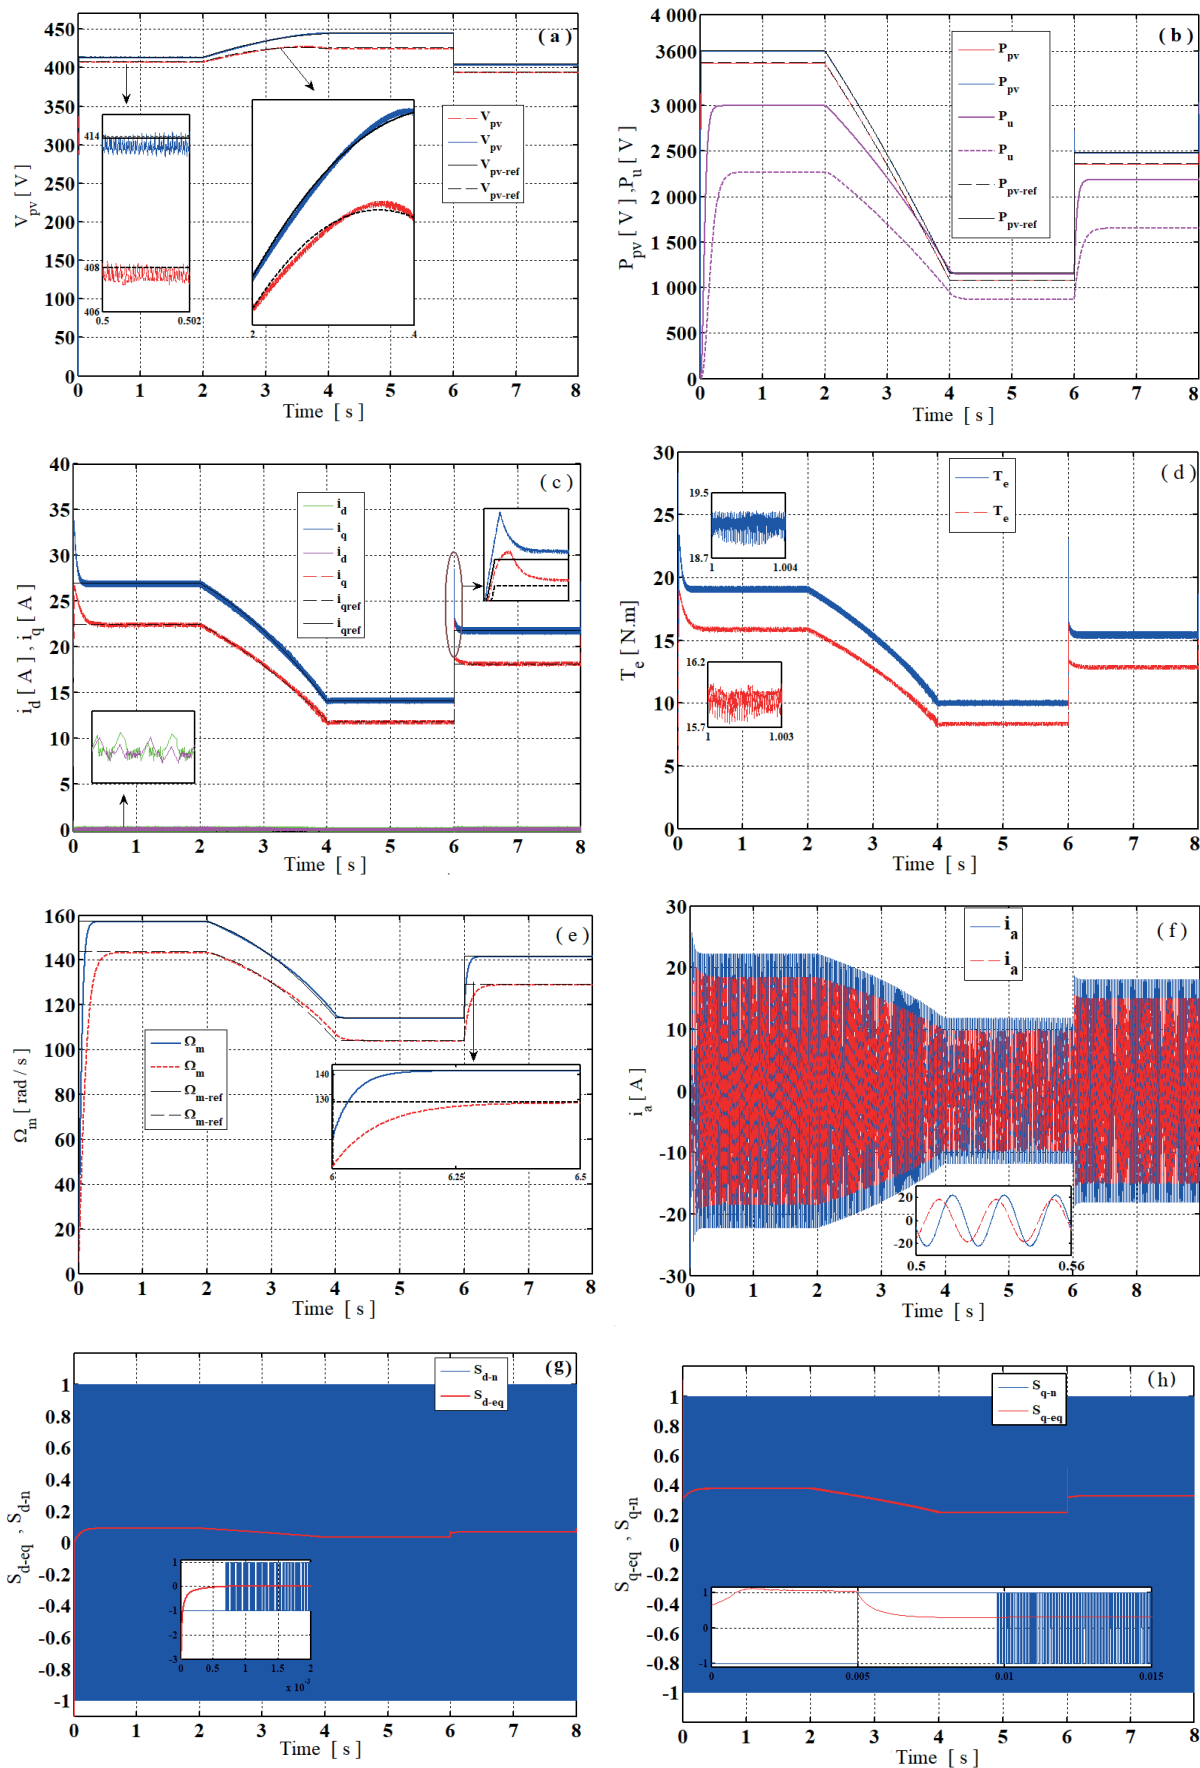 ( a )
450
400
350
300
250
200
150
100
50
0
V_pv [ V ]
414
408
406
0.5
0.502
2
4
V_pv
V_pv
V_pv-ref
V_pv-ref
0 1 2 3 4 5 6 7 8
Time [ s ]
( b )
4 000
3600
3 000
2 500
2 000
1 500
1 000
500
0
P_pv [ V ] ,P_u [ V ]
P_pv
P_pv
P_u
P_u
P_pv-ref
P_pv-ref
0 1 2 3 4 5 6 7 8
Time [ s ]
( c )
40
35
30
25
20
15
10
5
0
i_d [ A ] , i_q [ A ]
i_d
i_q
i_d
i_q
i_qref
i_qref
0 1 2 3 4 5 6 7 8
Time [ s ]
( d )
30
25
20
15
10
5
0
T_e [ N.m ]
19.5
18.7
1 1.004
16.2
15.7
1 1.003
T_e
T_e
0 1 2 3 4 5 6 7 8
Time [ s ]
( e )
160
140
120
100
80
60
40
20
0
Ω_m [ rad / s ]
Ω_m
Ω_m
Ω_m-ref
Ω_m-ref
140
130
6 6.25 6.5
0 1 2 3 4 5 6 7 8
Time [ s ]
( f )
30
20
10
0
-10
-20
-30
i_a [ A ]
i_a
i_a
20
0
-20
0.5 0.56
0 1 2 3 4 5 6 7 8
Time [ s ]
(g)
1
0.8
0.6
0.4
0.2
0
-0.2
-0.4
-0.6
-0.8
-1
S_d-eq , S_d-n
S_d-n
S_d-eq
1
0
-1
-2
-3
0 0.5 1 1.5 2
0 1 2 3 4 5 6 7 8
Time [ s ]
( h )
1
0.8
0.6
0.4
0.2
0
-0.2
-0.4
-0.6
-0.8
-1
S_q-eq , S_q-n
S_q-n
S_q-eq
1
0
-1
0 0.005 0.01 0.015
0 1 2 3 4 5 6 7 8
Time [ s ]